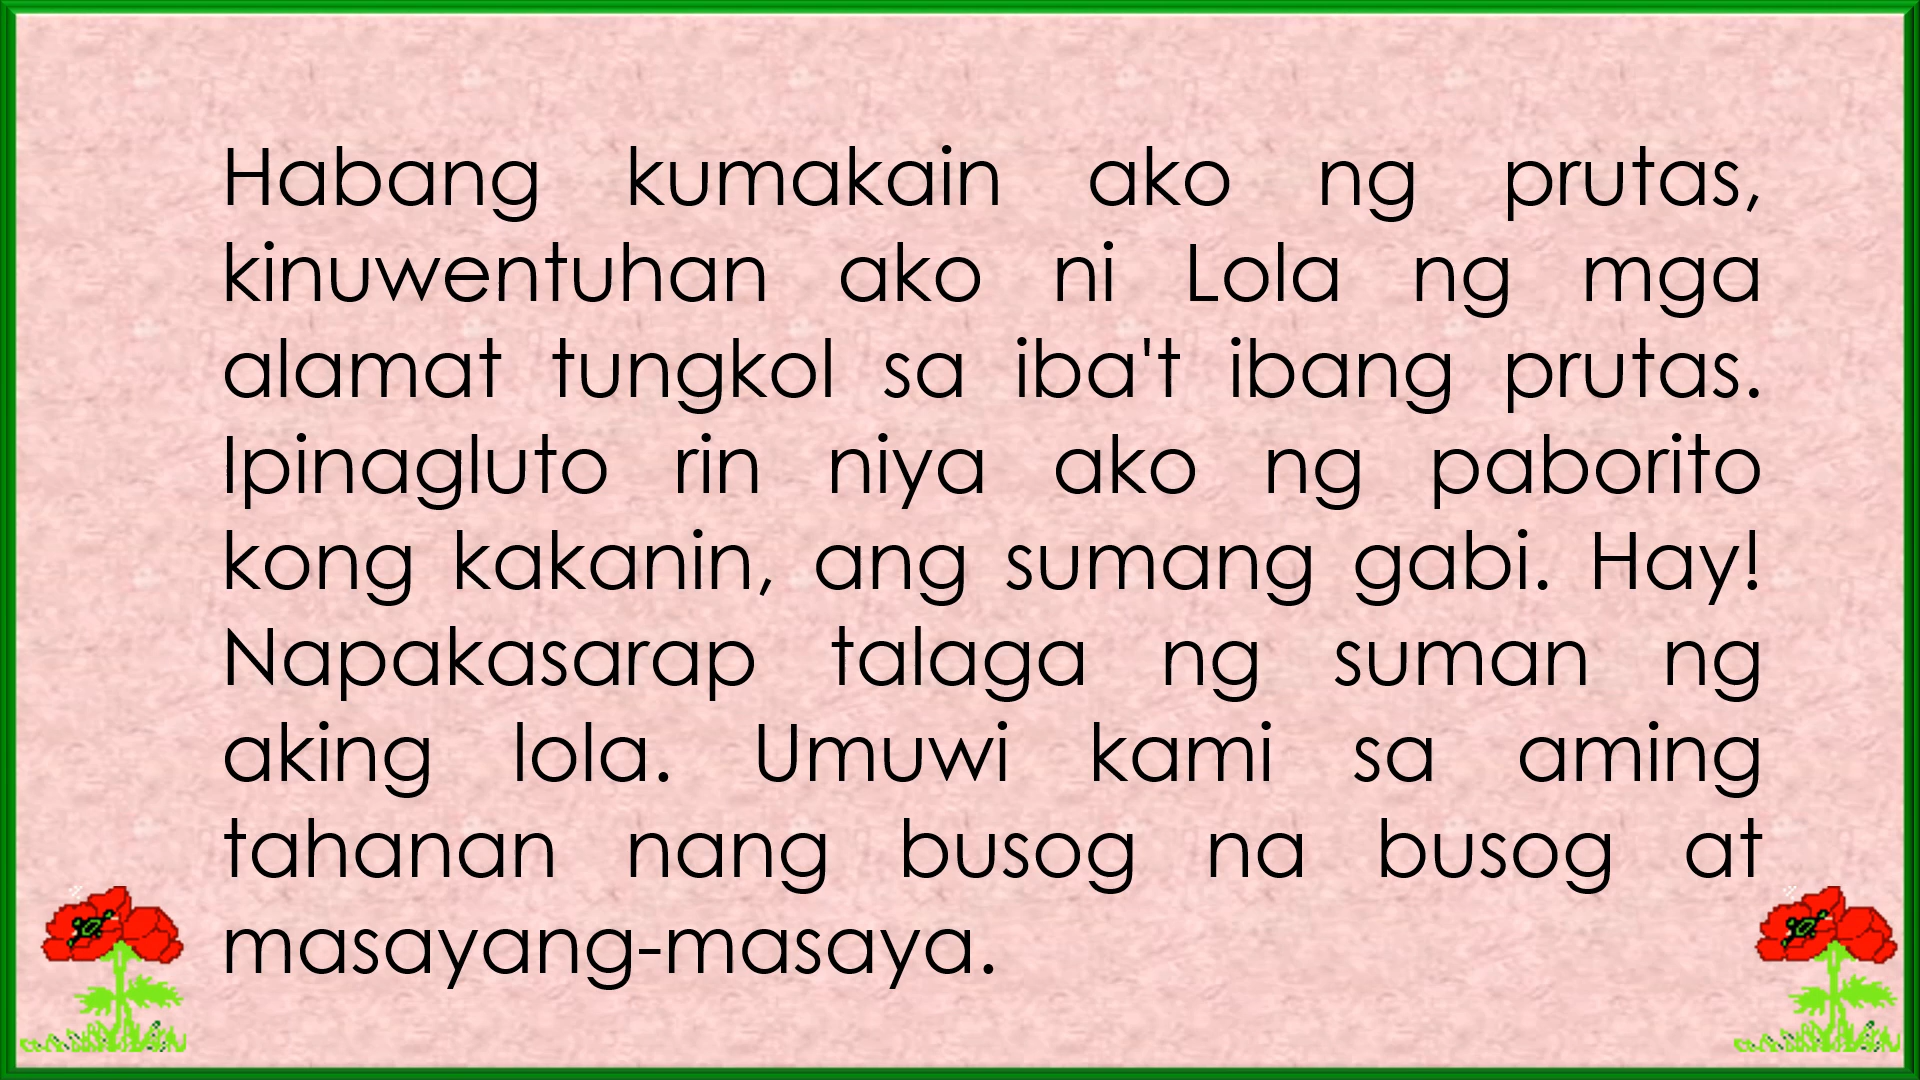 Habang kumakain ako ng prutas,
kinuwentuhan ako ni Lola ng mga
alamat tungkol sa iba't ibang prutas.
Ipinagluto rin niya ako ng paborito
kong kakanin, ang sumang gabi. Hay!
Napakasarap talaga ng suman ng
aking lola. Umuwi kami sa aming
tahanan nang busog na busog at
masayang-masaya.